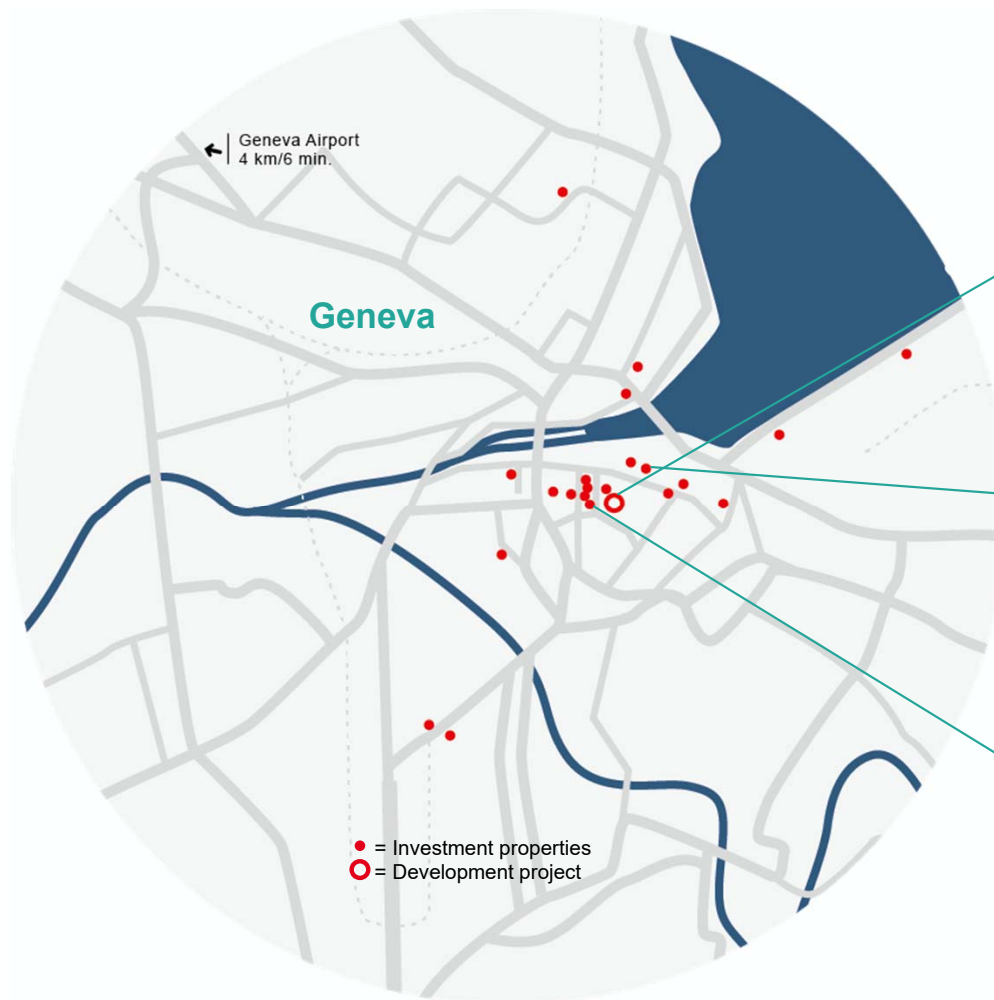 Geneva Airport
4 km/6 min.
Geneva
= Investment properties
= Development project